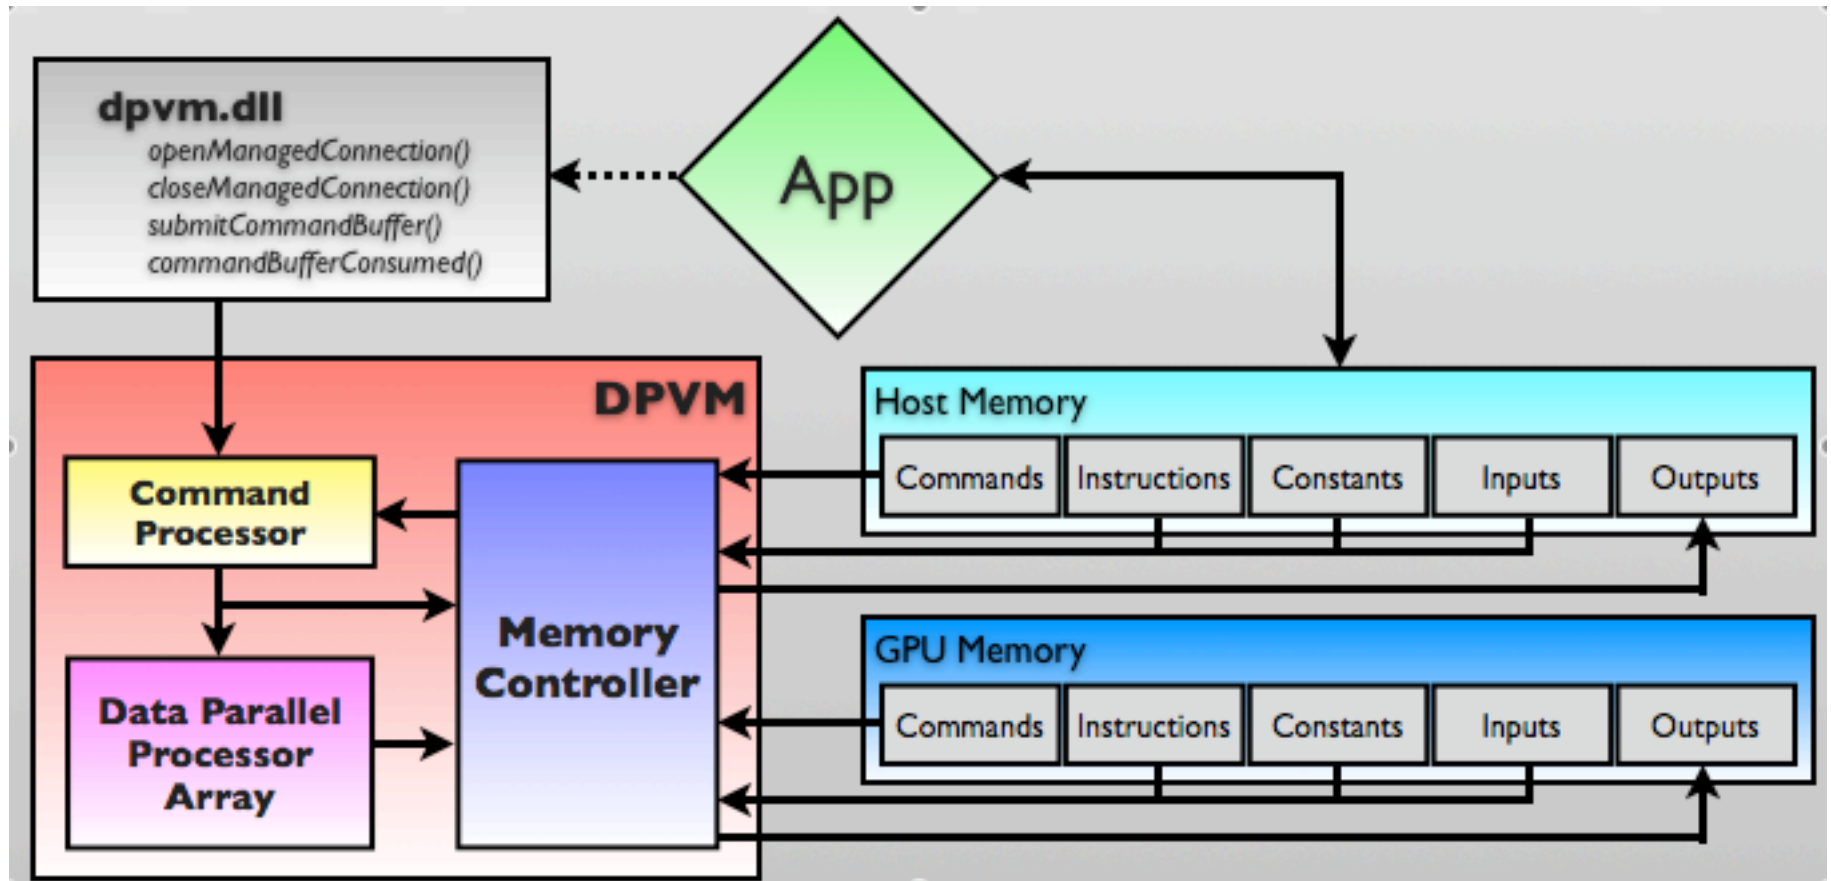 dpvm.dll
openManagedConnection()
closeManagedConnection()
submitCommandBuffer()
commandBufferConsumed()
App
DPVM
Command
Processor
Memory
Controller
Data Parallel
Processor
Array
Host Memory
Commands Instructions Constants Inputs Outputs
GPU Memory
Commands Instructions Constants Inputs Outputs